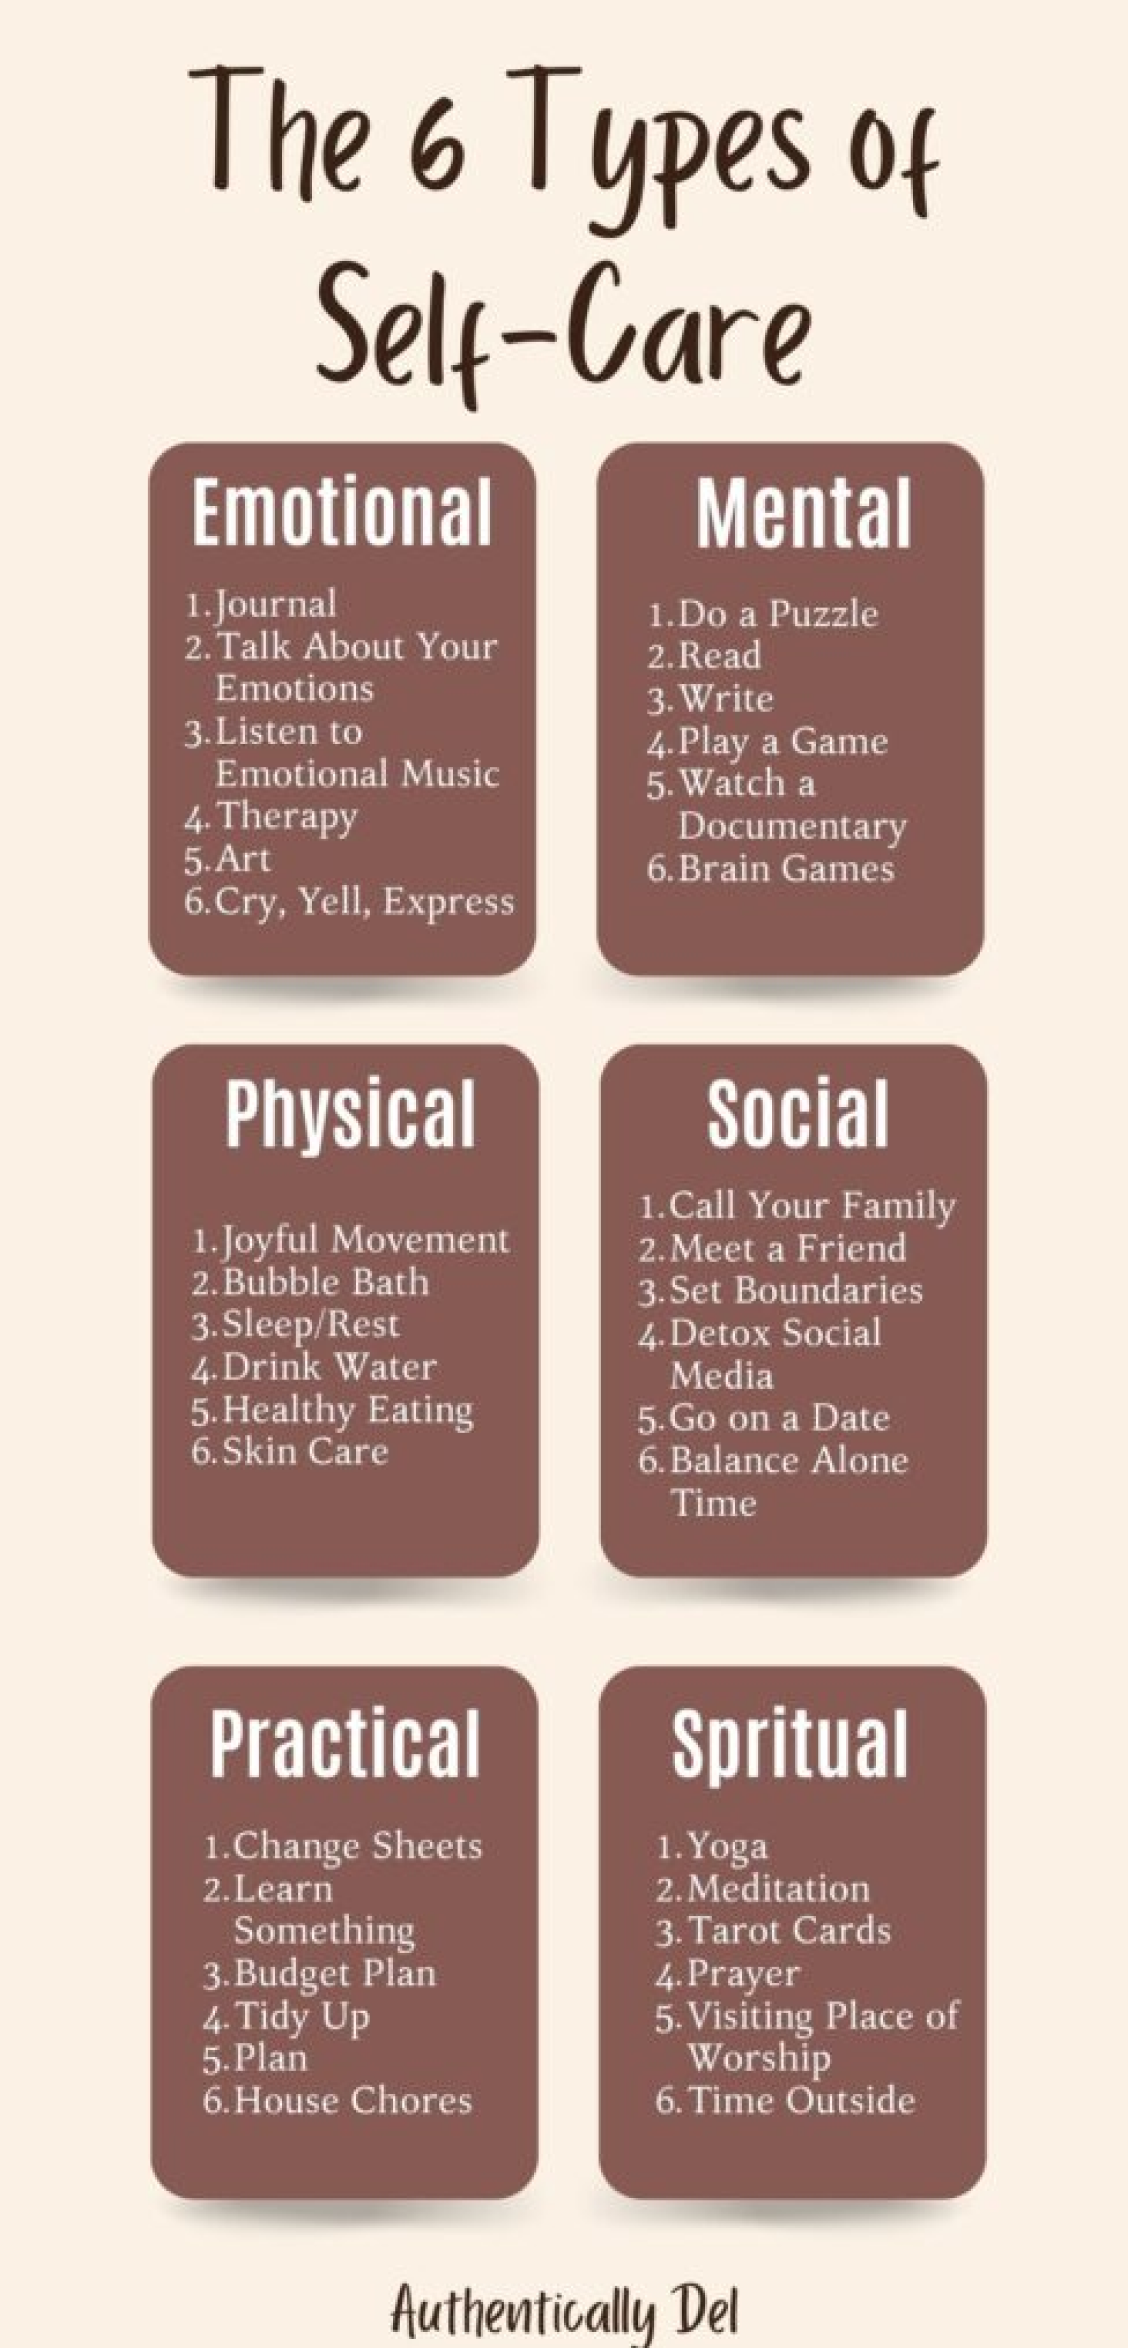 The 6 Types of
Self-Care
Emotional
1. Journal
2. Talk About Your
Emotions
3. Listen to
Emotional Music
4. Therapy
5. Art
6. Cry, Yell, Express
Mental
1. Do a Puzzle
2. Read
3. Write
4. Play a Game
5. Watch a
Documentary
6. Brain Games
Physical
1. Joyful Movement
2. Bubble Bath
3. Sleep/Rest
4. Drink Water
5. Healthy Eating
6. Skin Care
Social
1. Call Your Family
2. Meet a Friend
3. Set Boundaries
4. Detox Social
Media
5. Go on a Date
6. Balance Alone
Time
Practical
1. Change Sheets
2. Learn
Something
3. Budget Plan
4. Tidy Up
5. Plan
6. House Chores
Spritual
1. Yoga
2. Meditation
3. Tarot Cards
4. Prayer
5. Visiting Place of
Worship
6. Time Outside
Authentically Del